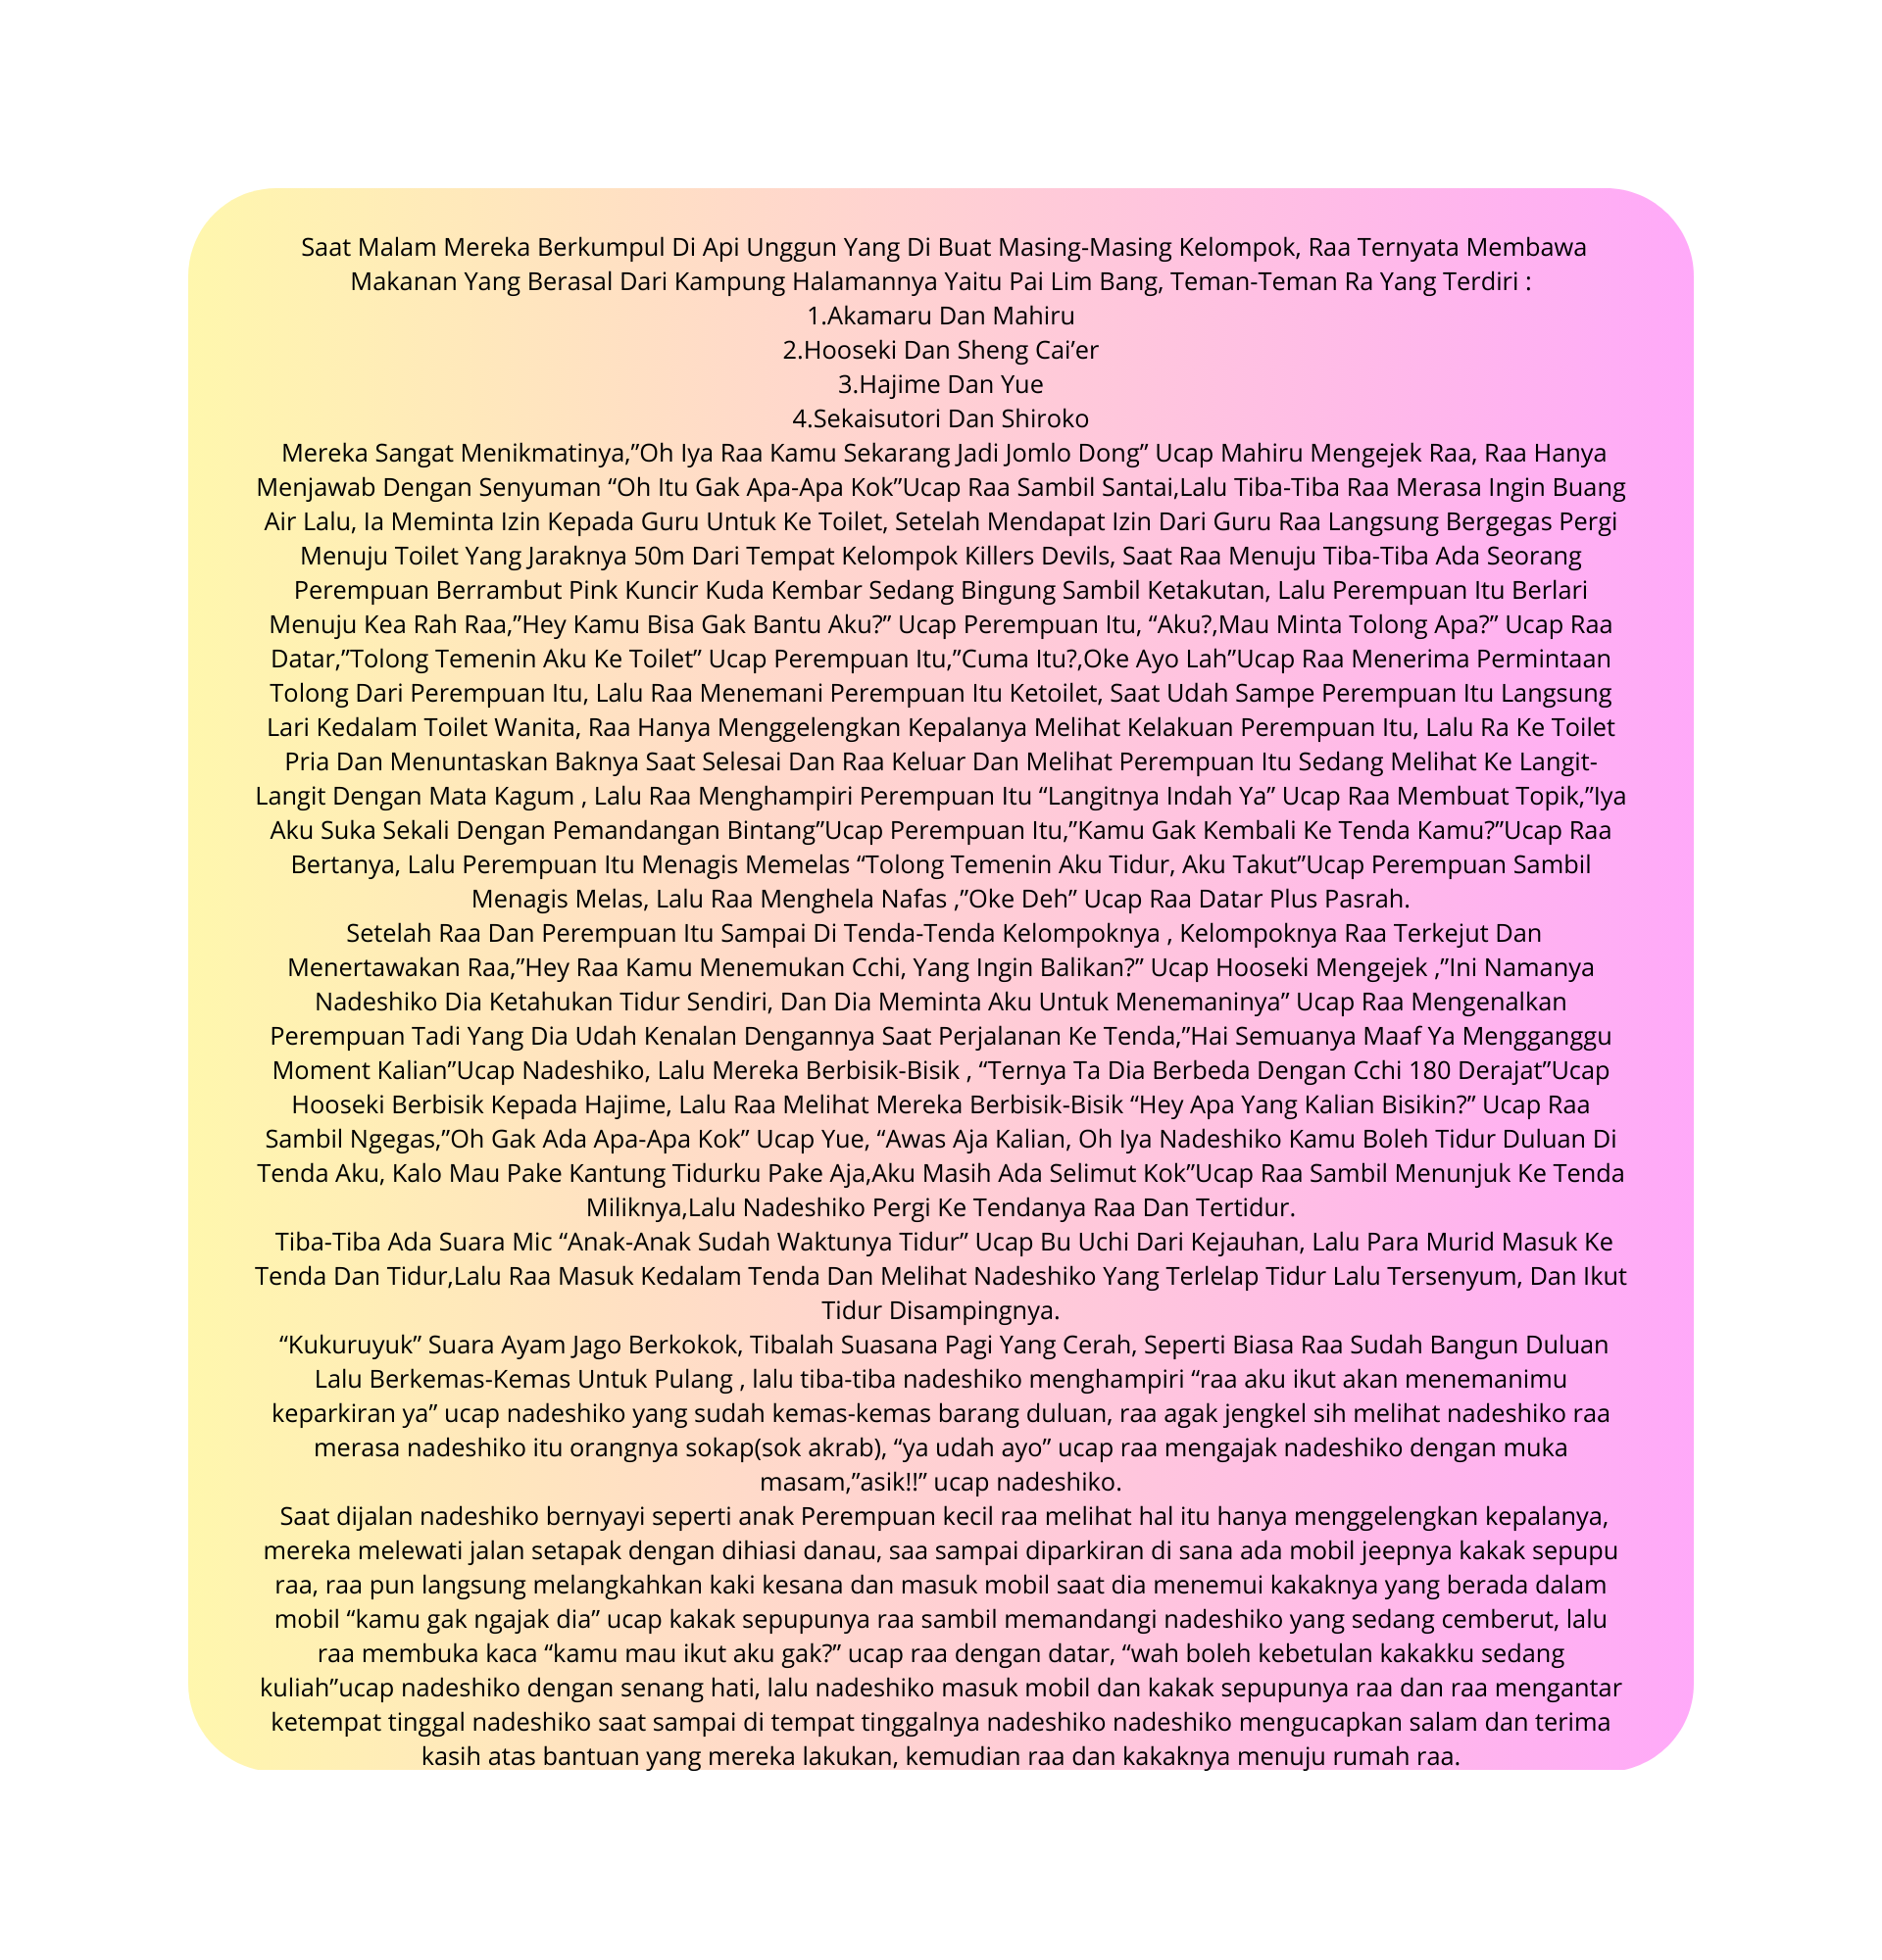 Saat Malam Mereka Berkumpul Di Api Unggun Yang Di Buat Masing-Masing Kelompok, Raa Ternyata Membawa
Makanan Yang Berasal Dari Kampung Halamannya Yaitu Pai Lim Bang, Teman-Teman Ra Yang Terdiri :
1.Akamaru Dan Mahiru
2.Hooseki Dan Sheng Cai’er
3.Hajime Dan Yue
4.Sekaisutori Dan Shiroko
Mereka Sangat Menikmatinya,”Oh Iya Raa Kamu Sekarang Jadi Jomlo Dong” Ucap Mahiru Mengejek Raa, Raa Hanya
Menjawab Dengan Senyuman “Oh Itu Gak Apa-Apa Kok”Ucap Raa Sambil Santai,Lalu Tiba-Tiba Raa Merasa Ingin Buang
Air Lalu, Ia Meminta Izin Kepada Guru Untuk Ke Toilet, Setelah Mendapat Izin Dari Guru Raa Langsung Bergegas Pergi
Menuju Toilet Yang Jaraknya 50m Dari Tempat Kelompok Killers Devils, Saat Raa Menuju Tiba-Tiba Ada Seorang
Perempuan Berrambut Pink Kuncir Kuda Kembar Sedang Bingung Sambil Ketakutan, Lalu Perempuan Itu Berlari
Menuju Kea Rah Raa,”Hey Kamu Bisa Gak Bantu Aku?” Ucap Perempuan Itu, “Aku?,Mau Minta Tolong Apa?” Ucap Raa
Datar,”Tolong Temenin Aku Ke Toilet” Ucap Perempuan Itu,”Cuma Itu?,Oke Ayo Lah”Ucap Raa Menerima Permintaan
Tolong Dari Perempuan Itu, Lalu Raa Menemani Perempuan Itu Ketoilet, Saat Udah Sampe Perempuan Itu Langsung
Lari Kedalam Toilet Wanita, Raa Hanya Menggelengkan Kepalanya Melihat Kelakuan Perempuan Itu, Lalu Ra Ke Toilet
Pria Dan Menuntaskan Baknya Saat Selesai Dan Raa Keluar Dan Melihat Perempuan Itu Sedang Melihat Ke Langit-
Langit Dengan Mata Kagum , Lalu Raa Menghampiri Perempuan Itu “Langitnya Indah Ya” Ucap Raa Membuat Topik,”Iya
Aku Suka Sekali Dengan Pemandangan Bintang”Ucap Perempuan Itu,”Kamu Gak Kembali Ke Tenda Kamu?”Ucap Raa
Bertanya, Lalu Perempuan Itu Menagis Memelas “Tolong Temenin Aku Tidur, Aku Takut”Ucap Perempuan Sambil
Menagis Melas, Lalu Raa Menghela Nafas ,”Oke Deh” Ucap Raa Datar Plus Pasrah.
Setelah Raa Dan Perempuan Itu Sampai Di Tenda-Tenda Kelompoknya , Kelompoknya Raa Terkejut Dan
Menertawakan Raa,”Hey Raa Kamu Menemukan Cchi, Yang Ingin Balikan?” Ucap Hooseki Mengejek ,”Ini Namanya
Nadeshiko Dia Ketahukan Tidur Sendiri, Dan Dia Meminta Aku Untuk Menemaninya” Ucap Raa Mengenalkan
Perempuan Tadi Yang Dia Udah Kenalan Dengannya Saat Perjalanan Ke Tenda,”Hai Semuanya Maaf Ya Mengganggu
Moment Kalian”Ucap Nadeshiko, Lalu Mereka Berbisik-Bisik , “Ternya Ta Dia Berbeda Dengan Cchi 180 Derajat”Ucap
Hooseki Berbisik Kepada Hajime, Lalu Raa Melihat Mereka Berbisik-Bisik “Hey Apa Yang Kalian Bisikin?” Ucap Raa
Sambil Ngegas,”Oh Gak Ada Apa-Apa Kok” Ucap Yue, “Awas Aja Kalian, Oh Iya Nadeshiko Kamu Boleh Tidur Duluan Di
Tenda Aku, Kalo Mau Pake Kantung Tidurku Pake Aja,Aku Masih Ada Selimut Kok”Ucap Raa Sambil Menunjuk Ke Tenda
Miliknya,Lalu Nadeshiko Pergi Ke Tendanya Raa Dan Tertidur.
Tiba-Tiba Ada Suara Mic “Anak-Anak Sudah Waktunya Tidur” Ucap Bu Uchi Dari Kejauhan, Lalu Para Murid Masuk Ke
Tenda Dan Tidur,Lalu Raa Masuk Kedalam Tenda Dan Melihat Nadeshiko Yang Terlelap Tidur Lalu Tersenyum, Dan Ikut
Tidur Disampingnya.
“Kukuruyuk” Suara Ayam Jago Berkokok, Tibalah Suasana Pagi Yang Cerah, Seperti Biasa Raa Sudah Bangun Duluan
Lalu Berkemas-Kemas Untuk Pulang , lalu tiba-tiba nadeshiko menghampiri “raa aku ikut akan menemanimu
keparkiran ya” ucap nadeshiko yang sudah kemas-kemas barang duluan, raa agak jengkel sih melihat nadeshiko raa
merasa nadeshiko itu orangnya sokap(sok akrab), “ya udah ayo” ucap raa mengajak nadeshiko dengan muka
masam,”asik!!” ucap nadeshiko.
Saat dijalan nadeshiko bernyayi seperti anak Perempuan kecil raa melihat hal itu hanya menggelengkan kepalanya,
mereka melewati jalan setapak dengan dihiasi danau, saa sampai diparkiran di sana ada mobil jeepnya kakak sepupu
raa, raa pun langsung melangkahkan kaki kesana dan masuk mobil saat dia menemui kakaknya yang berada dalam
mobil “kamu gak ngajak dia” ucap kakak sepupunya raa sambil memandangi nadeshiko yang sedang cemberut, lalu
raa membuka kaca “kamu mau ikut aku gak?” ucap raa dengan datar, “wah boleh kebetulan kakakku sedang
kuliah”ucap nadeshiko dengan senang hati, lalu nadeshiko masuk mobil dan kakak sepupunya raa dan raa mengantar
ketempat tinggal nadeshiko saat sampai di tempat tinggalnya nadeshiko nadeshiko mengucapkan salam dan terima
kasih atas bantuan yang mereka lakukan, kemudian raa dan kakaknya menuju rumah raa.